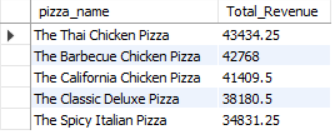 pizza_name Total_Revenue
The Thai Chicken Pizza 43434.25
The Barbecue Chicken Pizza 42768
The California Chicken Pizza 41409.5
The Classic Deluxe Pizza 38180.5
The Spicy Italian Pizza 34831.25